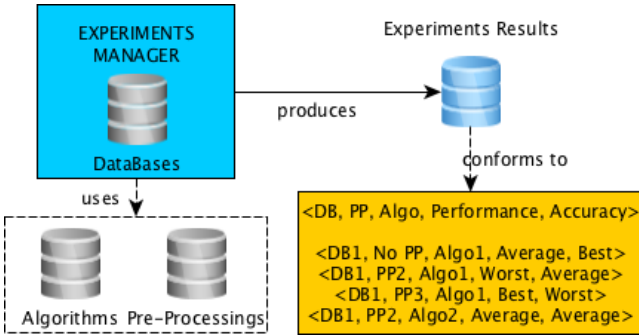 EXPERIMENTS
MANAGER
DataBases
Experiments Results
produces
conforms to
uses
Algorithms
Pre-Processings
<DB, PP, Algo, Performance, Accuracy>
<DB1, No PP, Algo1, Average, Best>
<DB1, PP2, Algo1, Worst, Average>
<DB1, PP3, Algo1, Best, Worst>
<DB1, PP2, Algo2, Average, Average>